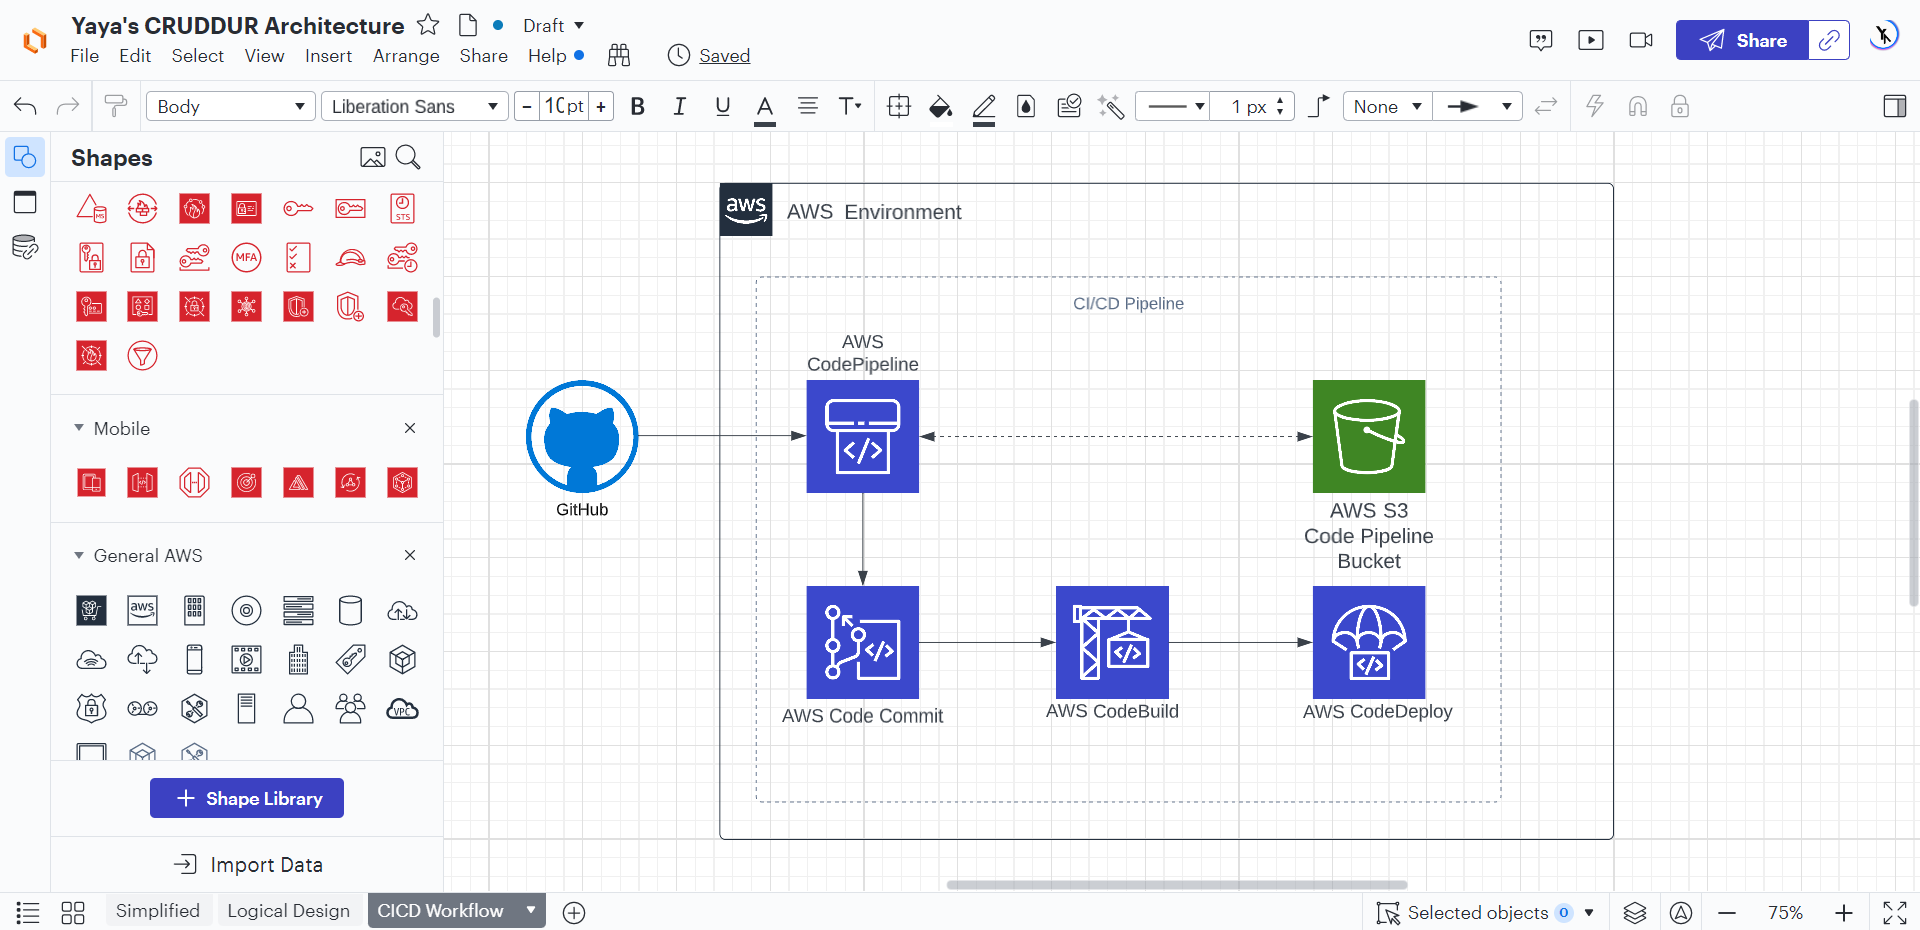 Yaya's CRUDDUR Architecture
Draft
File Edit Select View Insert Arrange Share Help
Saved
Share
Body
Liberation Sans
10 pt
B I U A T
1 px
None
Shapes
MS
STS
MFA
Mobile
General AWS
aws
VPC
Shape Library
Import Data
aws
AWS Environment
CI/CD Pipeline
AWS
CodePipeline
GitHub
AWS S3
Code Pipeline
Bucket
AWS Code Commit
AWS CodeBuild
AWS CodeDeploy
Simplified
Logical Design
CICD Workflow
Selected objects 0
75%